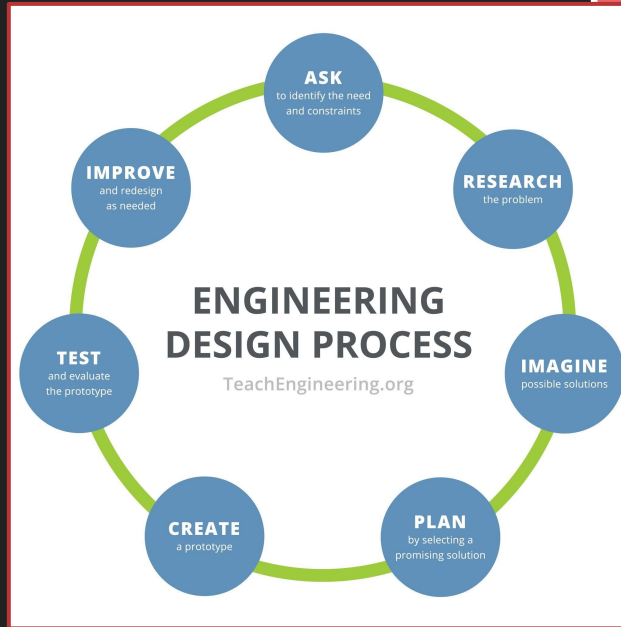 ASK
to identify the need
and constraints
RESEARCH
the problem
IMAGINE
possible solutions
PLAN
by selecting a
promising solution
CREATE
a prototype
TEST
and evaluate
the prototype
IMPROVE
and redesign
as needed
ENGINEERING
DESIGN PROCESS
TeachEngineering.org